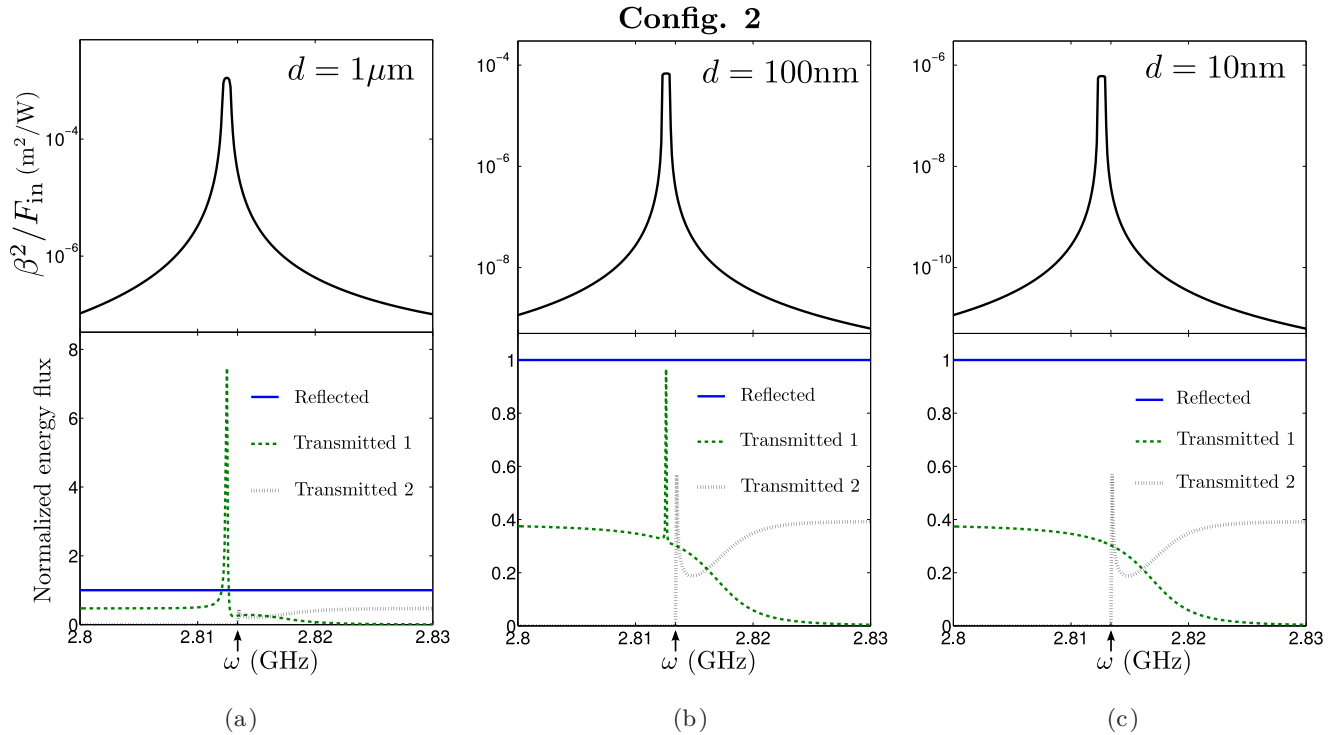 Config. 2
d = 1μm
d = 100nm
d = 10nm
β²/F_in (m²/W)
10⁻⁴
10⁻⁶
10⁻⁴
10⁻⁶
10⁻⁸
10⁻⁶
10⁻⁸
10⁻¹⁰
Normalized energy flux
8
6
4
2
0
Reflected
Transmitted 1
Transmitted 2
2.8
2.81
2.82
2.83
ω (GHz)
1
0.8
0.6
0.4
0.2
0
Reflected
Transmitted 1
Transmitted 2
2.8
2.81
2.82
2.83
ω (GHz)
1
0.8
0.6
0.4
0.2
0
Reflected
Transmitted 1
Transmitted 2
2.8
2.81
2.82
2.83
ω (GHz)
(a)
(b)
(c)